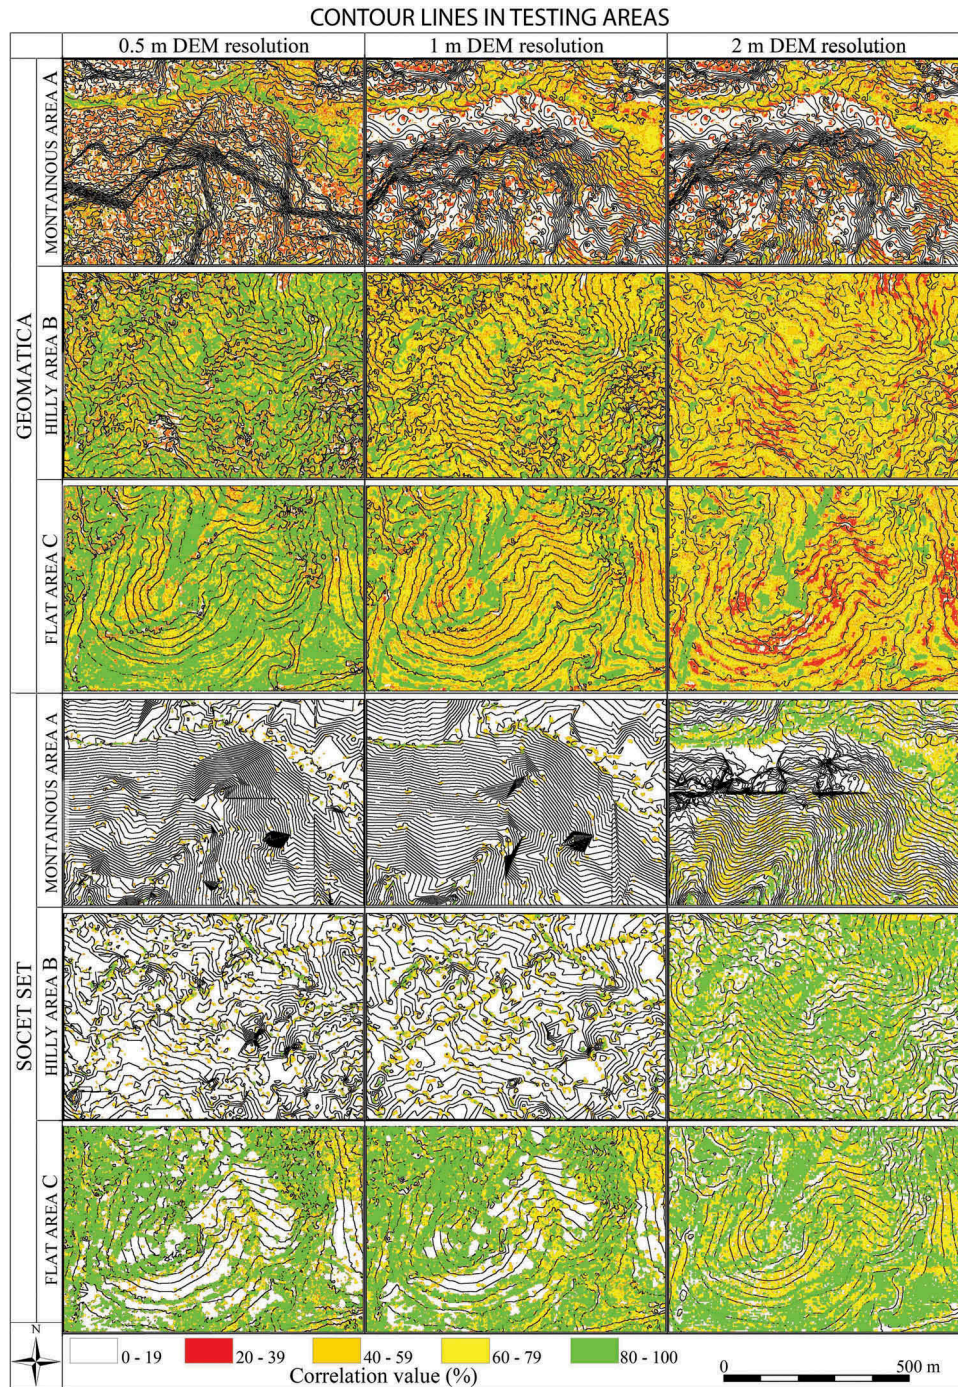 CONTOUR LINES IN TESTING AREAS
0.5 m DEM resolution
1 m DEM resolution
2 m DEM resolution
GEOMATICA
MONTAINOUS AREA A
HILLY AREA B
FLAT AREA C
SOCET SET
MONTAINOUS AREA A
HILLY AREA B
FLAT AREA C
N
0 - 19
20 - 39
40 - 59
60 - 79
80 - 100
Correlation value (%)
0
500 m